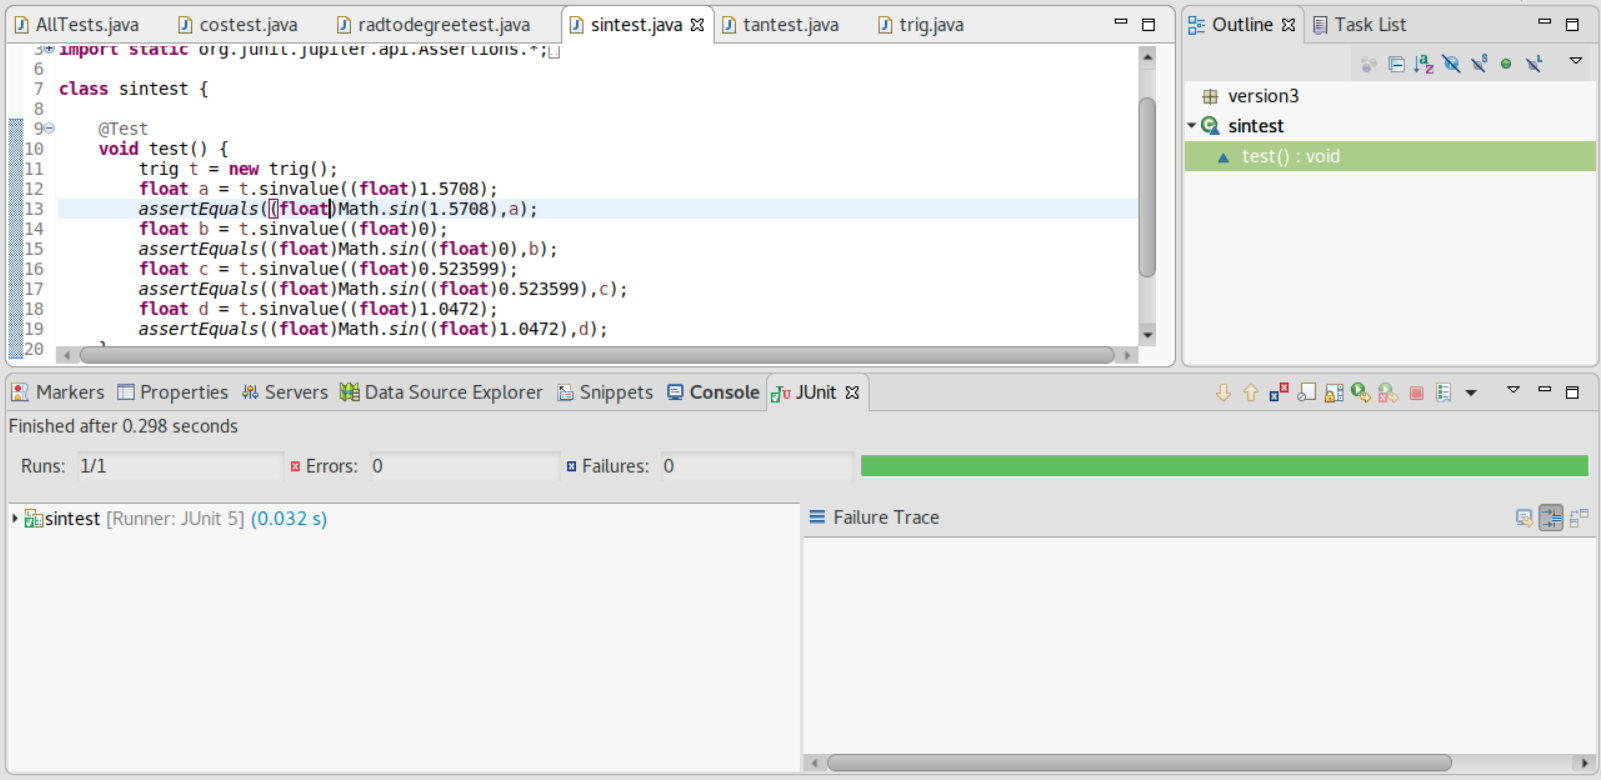 AllTests.java costest.java radtodegreetest.java sintest.java tantest.java trig.java
3 import static org.junit.jupiter.api.Assertions.*;
6
7 class sintest {
8
9 @Test
10 void test() {
11 trig t = new trig();
12 float a = t.sinvalue((float)1.5708);
13 assertEquals((float)Math.sin(1.5708),a);
14 float b = t.sinvalue((float)0);
15 assertEquals((float)Math.sin((float)0),b);
16 float c = t.sinvalue((float)0.523599);
17 assertEquals((float)Math.sin((float)0.523599),c);
18 float d = t.sinvalue((float)1.0472);
19 assertEquals((float)Math.sin((float)1.0472),d);
20 }
Outline Task List
version3
sintest
test() : void
Markers Properties Servers Data Source Explorer Snippets Console JUnit
Finished after 0.298 seconds
Runs: 1/1 Errors: 0 Failures: 0
sintest [Runner: JUnit 5] (0.032 s)
Failure Trace